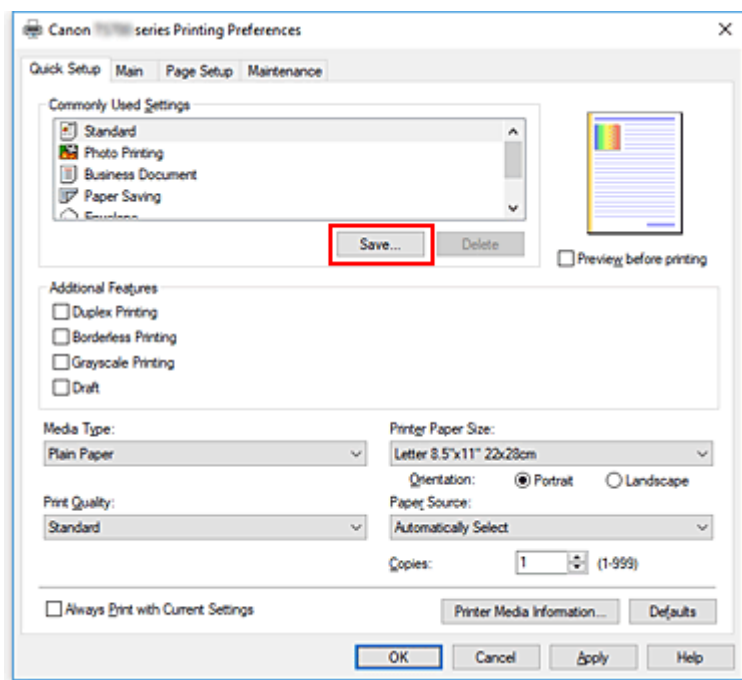 Canon series Printing Preferences
Quick Setup Main Page Setup Maintenance
Commonly Used Settings
Standard
Photo Printing
Business Document
Paper Saving
Envelope
Save... Delete
Preview before printing
Additional Features
Duplex Printing
Borderless Printing
Grayscale Printing
Draft
Media Type: Printer Paper Size:
Plain Paper Letter 8.5"x11" 22x28cm
Orientation: Portrait Landscape
Print Quality: Paper Source:
Standard Automatically Select
Copies: 1 (1-999)
Always Print with Current Settings Printer Media Information... Defaults
OK Cancel Apply Help